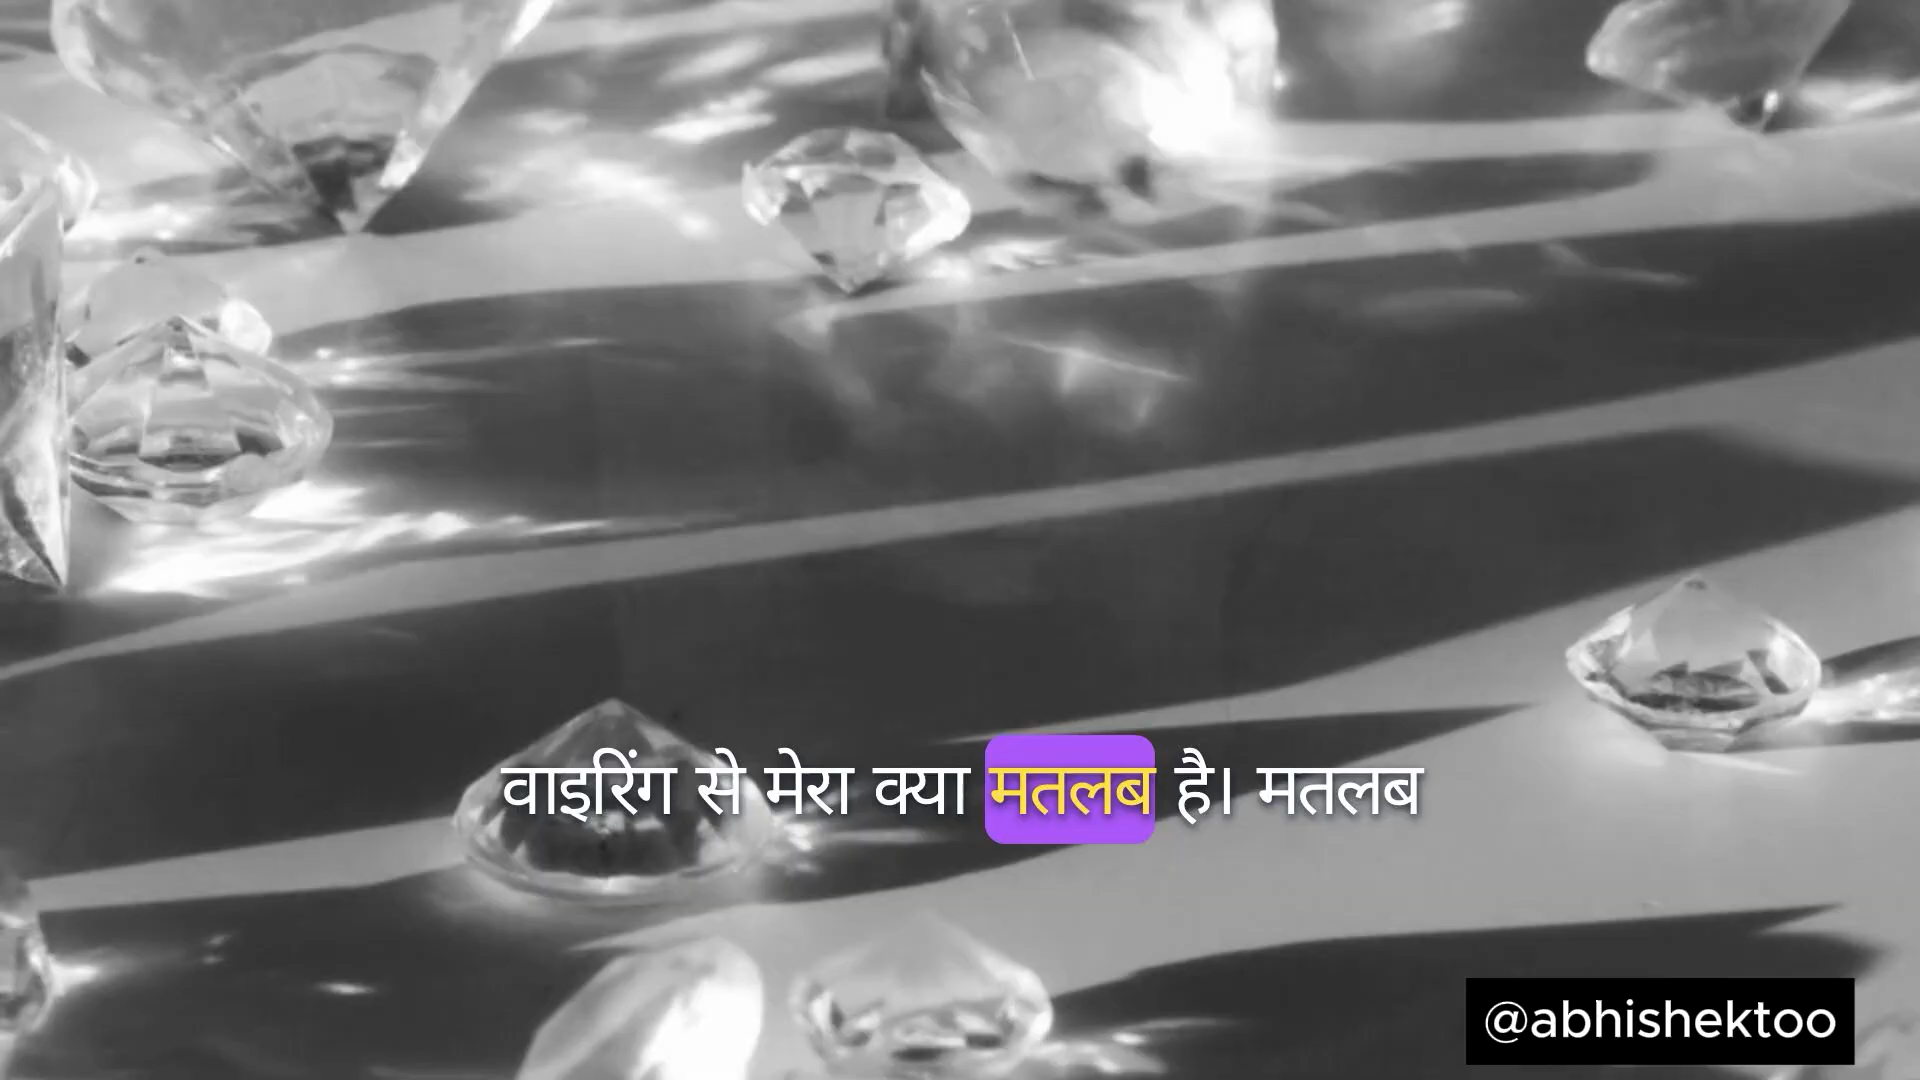 वाइरिंग से मेरा क्या मतलब है। मतलब
@abhishektoo